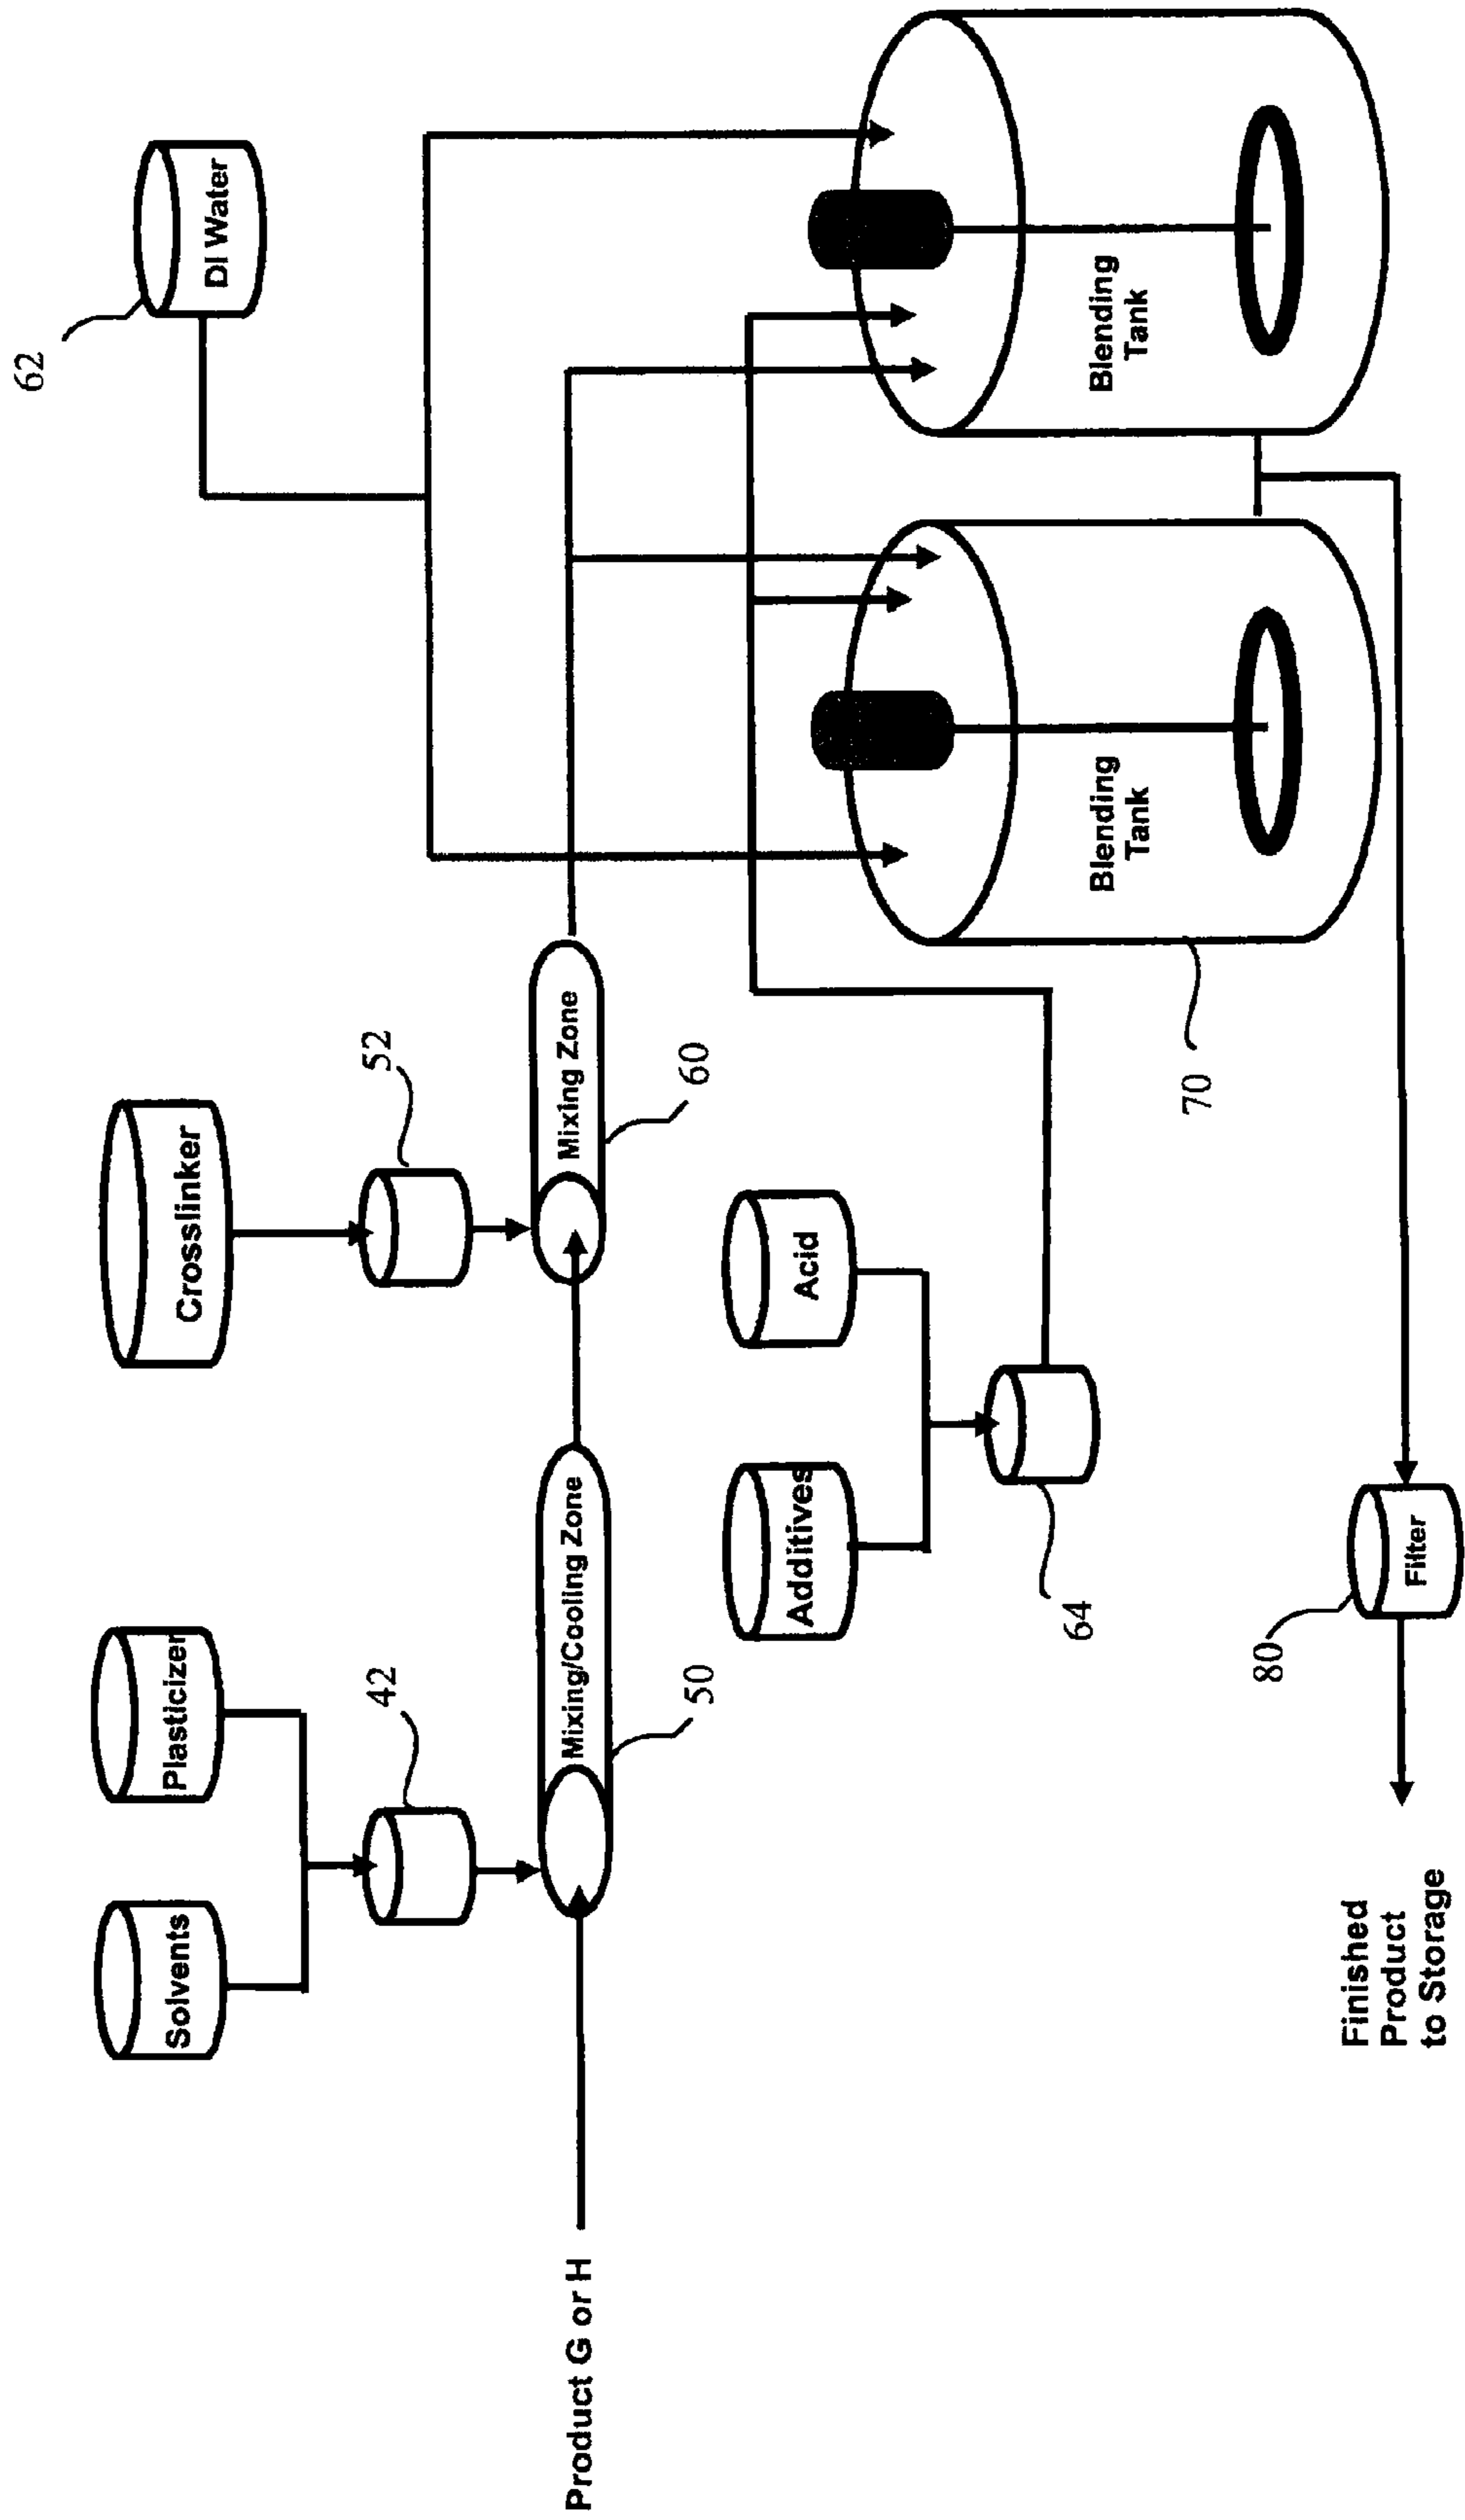 62
DI Water
Crosslinker
52
Plasticizer
Solvents
42
Mixing Zone
60
Mixing/Cooling Zone
50
Product G or H
Acid
Additives
64
Blending
Tank
Blending
Tank
70
Filter
80
Finished
Product
to Storage